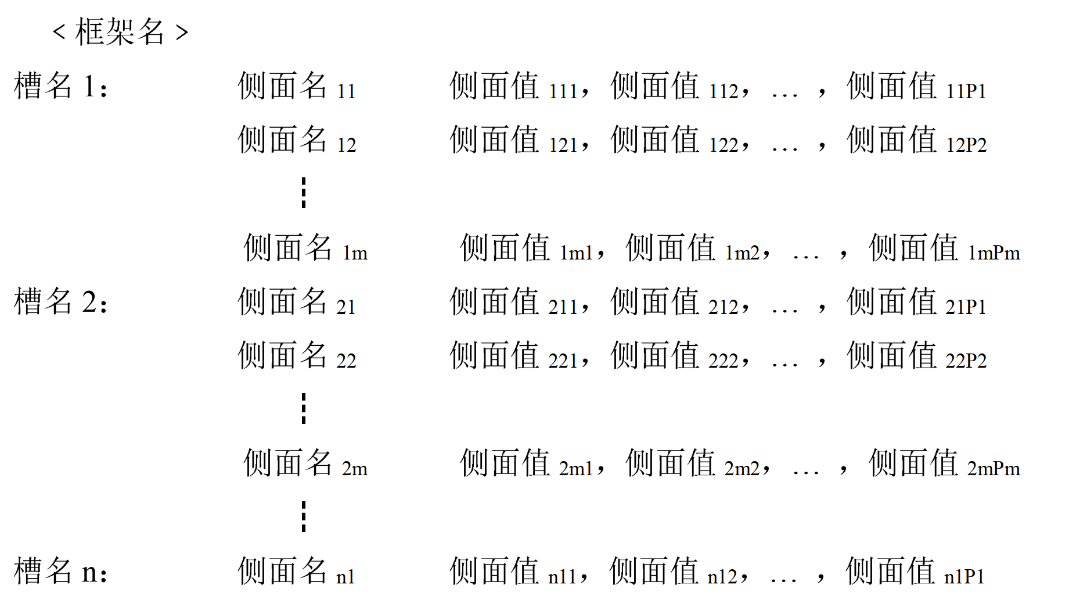 <框架名>
槽名 1： 侧面名 11 侧面值 111，侧面值 112，… ，侧面值 11P1
侧面名 12 侧面值 121，侧面值 122，… ，侧面值 12P2
┇
侧面名 1m 侧面值 1m1，侧面值 1m2，… ，侧面值 1mPm
槽名 2： 侧面名 21 侧面值 211，侧面值 212，… ，侧面值 21P1
侧面名 22 侧面值 221，侧面值 222，… ，侧面值 22P2
┇
侧面名 2m 侧面值 2m1，侧面值 2m2，… ，侧面值 2mPm
┇
槽名 n： 侧面名 n1 侧面值 n11，侧面值 n12，… ，侧面值 n1P1